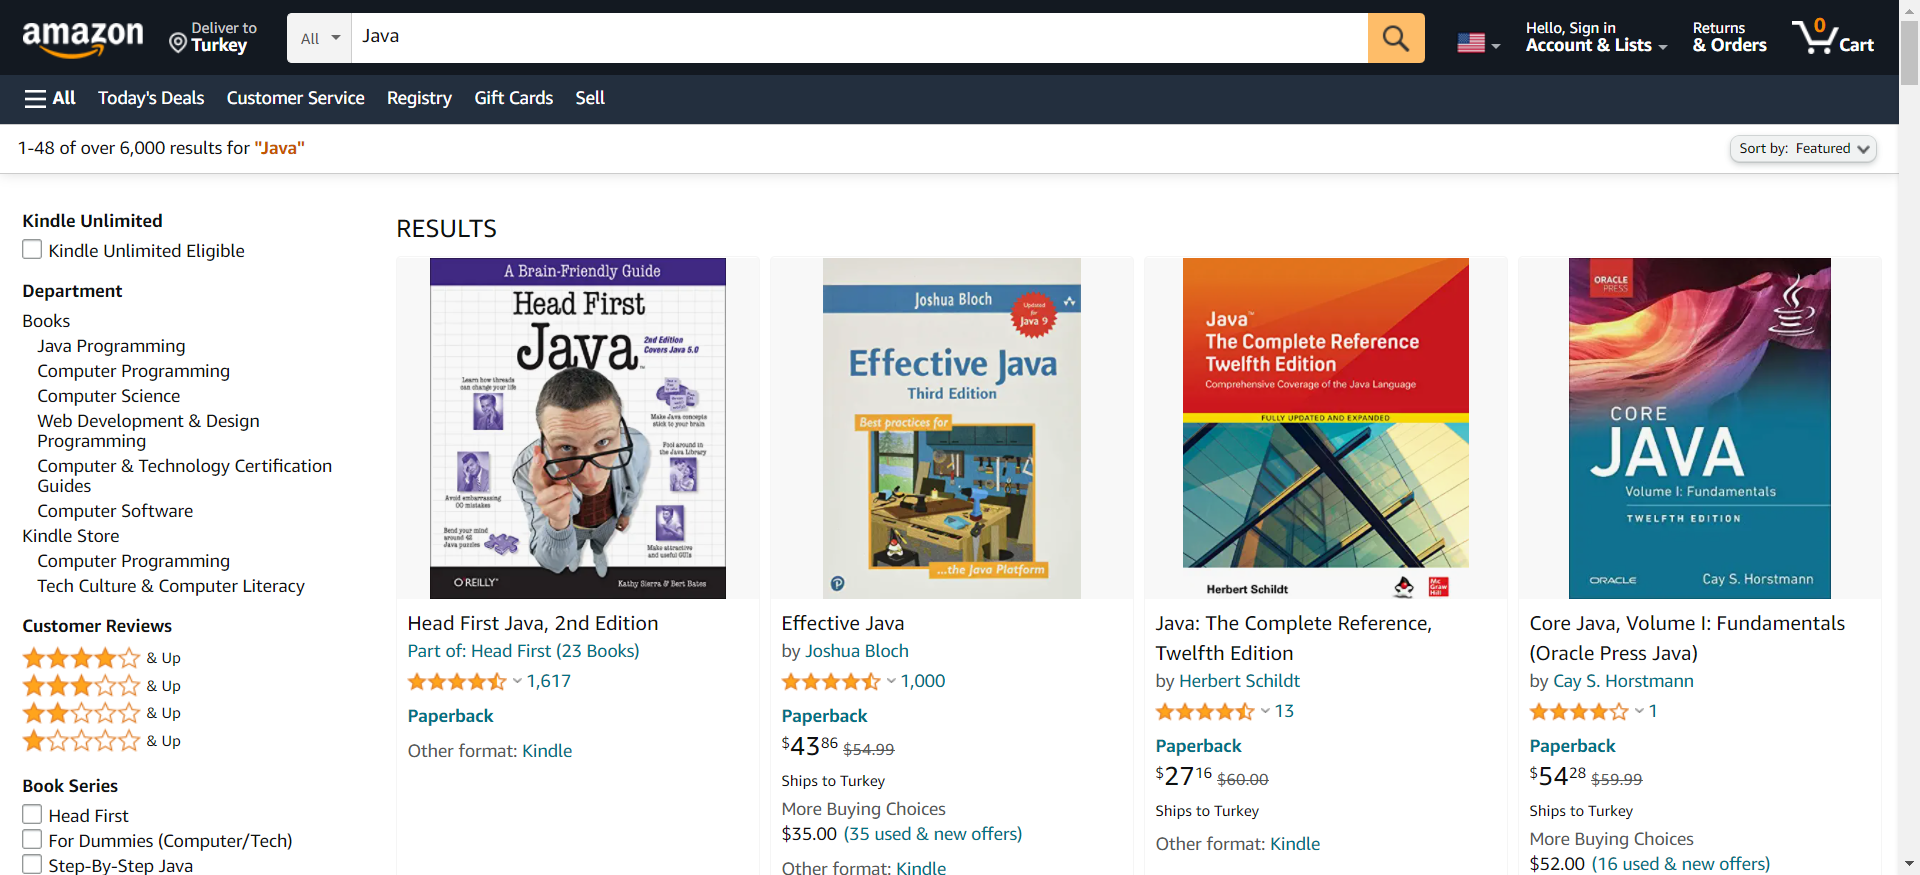 amazon
Deliver to
Turkey
All
Java
Hello, Sign in
Account & Lists
Returns
& Orders
0
Cart
All
Today's Deals
Customer Service
Registry
Gift Cards
Sell
1-48 of over 6,000 results for "Java"
Sort by: Featured
Kindle Unlimited
Kindle Unlimited Eligible
Department
Books
Java Programming
Computer Programming
Computer Science
Web Development & Design
Programming
Computer & Technology Certification
Guides
Computer Software
Kindle Store
Computer Programming
Tech Culture & Computer Literacy
Customer Reviews
& Up
& Up
& Up
& Up
Book Series
Head First
For Dummies (Computer/Tech)
Step-By-Step Java
RESULTS
A Brain-Friendly Guide
Head First
Java™
2nd Edition
Covers Java 5.0
Learn how threads
can change your life
Make Java concepts
stick to your brain
Fool around in
the Java Library
Avoid embarrassing
OO mistakes
Bend your mind
around 42
Java puzzles
Make attractive
and useful GUIs
O'REILLY®
Kathy Sierra & Bert Bates
Head First Java, 2nd Edition
Part of: Head First (23 Books)
1,617
Paperback
Other format: Kindle
Joshua Bloch
Updated
for
Java 9
Effective Java
Third Edition
Best practices for
...the Java Platform
P
Effective Java
by Joshua Bloch
1,000
Paperback
$43 86 $54.99
Ships to Turkey
More Buying Choices
$35.00 (35 used & new offers)
Other format: Kindle
Java™
The Complete Reference
Twelfth Edition
Comprehensive Coverage of the Java Language
FULLY UPDATED AND EXPANDED
Herbert Schildt
Mc
Graw
Hill
Java: The Complete Reference,
Twelfth Edition
by Herbert Schildt
13
Paperback
$27 16 $60.00
Ships to Turkey
Other format: Kindle
ORACLE
PRESS
CORE
JAVA
Volume I: Fundamentals
TWELFTH EDITION
ORACLE
Cay S. Horstmann
Core Java, Volume I: Fundamentals
(Oracle Press Java)
by Cay S. Horstmann
1
Paperback
$54 28 $59.99
Ships to Turkey
More Buying Choices
$52.00 (16 used & new offers)